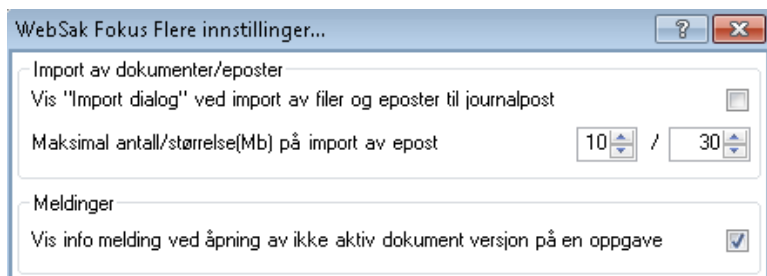 WebSak Fokus Flere innstillinger...
Import av dokumenter/eposter
Vis "Import dialog" ved import av filer og eposter til journalpost
Maksimal antall/størrelse(Mb) på import av epost 10 / 30
Meldinger
Vis info melding ved åpning av ikke aktiv dokument versjon på en oppgave